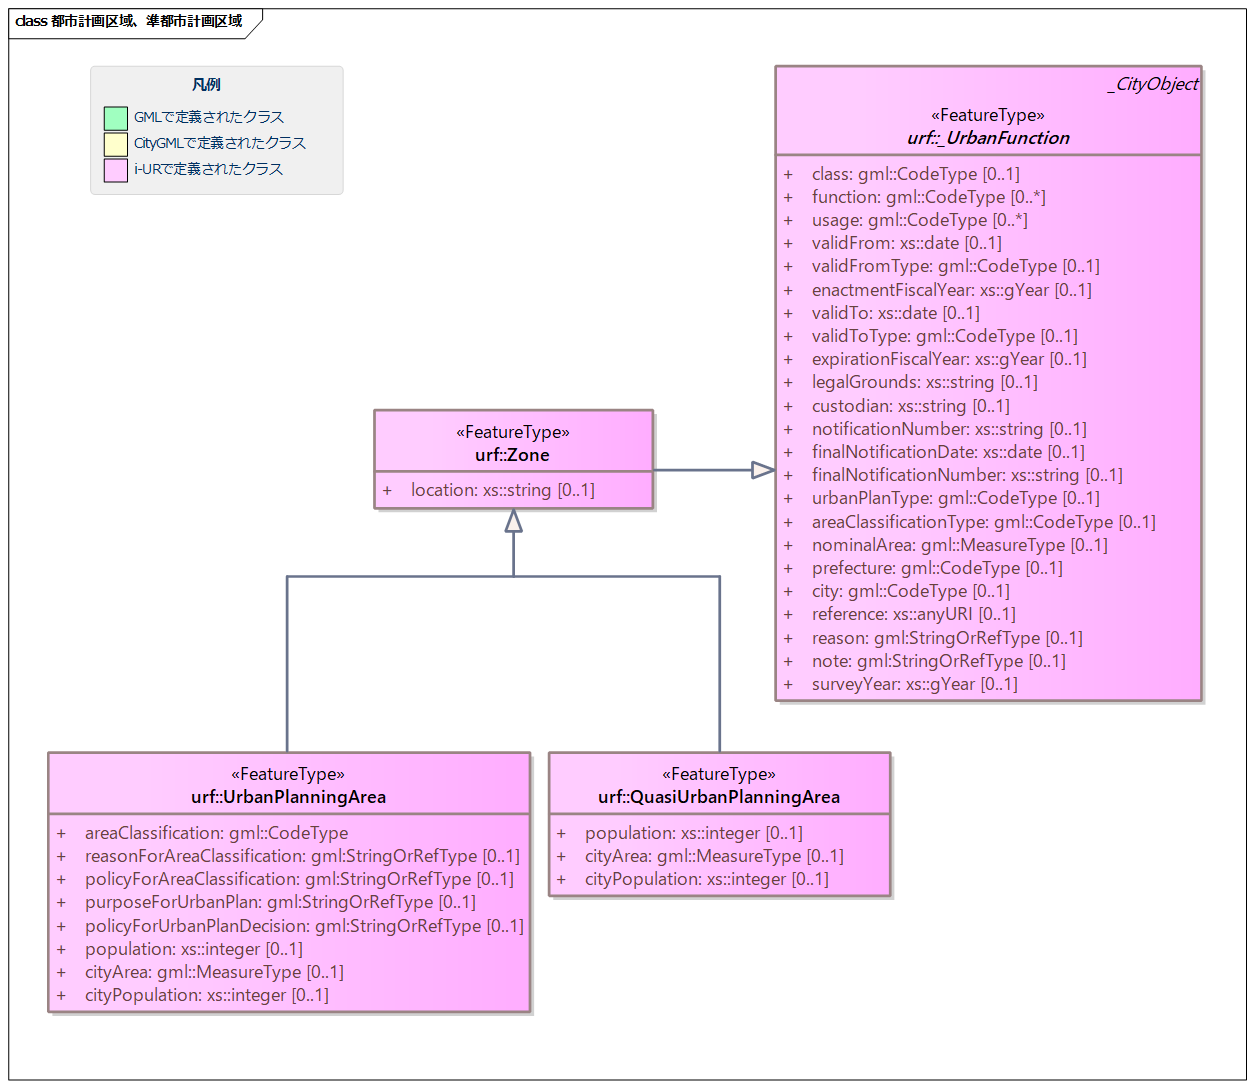 class 都市計画区域、準都市計画区域
凡例
GMLで定義されたクラス
CityGMLで定義されたクラス
i-URで定義されたクラス
_CityObject
«FeatureType»
urf::_UrbanFunction
+ class: gml::CodeType [0..1]
+ function: gml::CodeType [0..*]
+ usage: gml::CodeType [0..*]
+ validFrom: xs::date [0..1]
+ validFromType: gml::CodeType [0..1]
+ enactmentFiscalYear: xs::gYear [0..1]
+ validTo: xs::date [0..1]
+ validToType: gml::CodeType [0..1]
+ expirationFiscalYear: xs::gYear [0..1]
+ legalGrounds: xs::string [0..1]
+ custodian: xs::string [0..1]
+ notificationNumber: xs::string [0..1]
+ finalNotificationDate: xs::date [0..1]
+ finalNotificationNumber: xs::string [0..1]
+ urbanPlanType: gml::CodeType [0..1]
+ areaClassificationType: gml::CodeType [0..1]
+ nominalArea: gml::MeasureType [0..1]
+ prefecture: gml::CodeType [0..1]
+ city: gml::CodeType [0..1]
+ reference: xs::anyURI [0..1]
+ reason: gml:StringOrRefType [0..1]
+ note: gml:StringOrRefType [0..1]
+ surveyYear: xs::gYear [0..1]
«FeatureType»
urf::Zone
+ location: xs::string [0..1]
«FeatureType»
urf::UrbanPlanningArea
+ areaClassification: gml::CodeType
+ reasonForAreaClassification: gml:StringOrRefType [0..1]
+ policyForAreaClassification: gml:StringOrRefType [0..1]
+ purposeForUrbanPlan: gml:StringOrRefType [0..1]
+ policyForUrbanPlanDecision: gml:StringOrRefType [0..1]
+ population: xs::integer [0..1]
+ cityArea: gml::MeasureType [0..1]
+ cityPopulation: xs::integer [0..1]
«FeatureType»
urf::QuasiUrbanPlanningArea
+ population: xs::integer [0..1]
+ cityArea: gml::MeasureType [0..1]
+ cityPopulation: xs::integer [0..1]